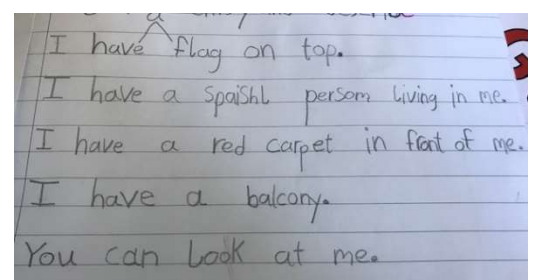 I have a flag on top.
I have a spaishl persom living in me.
I have a red carpet in front of me.
I have a balcony.
You can look at me.